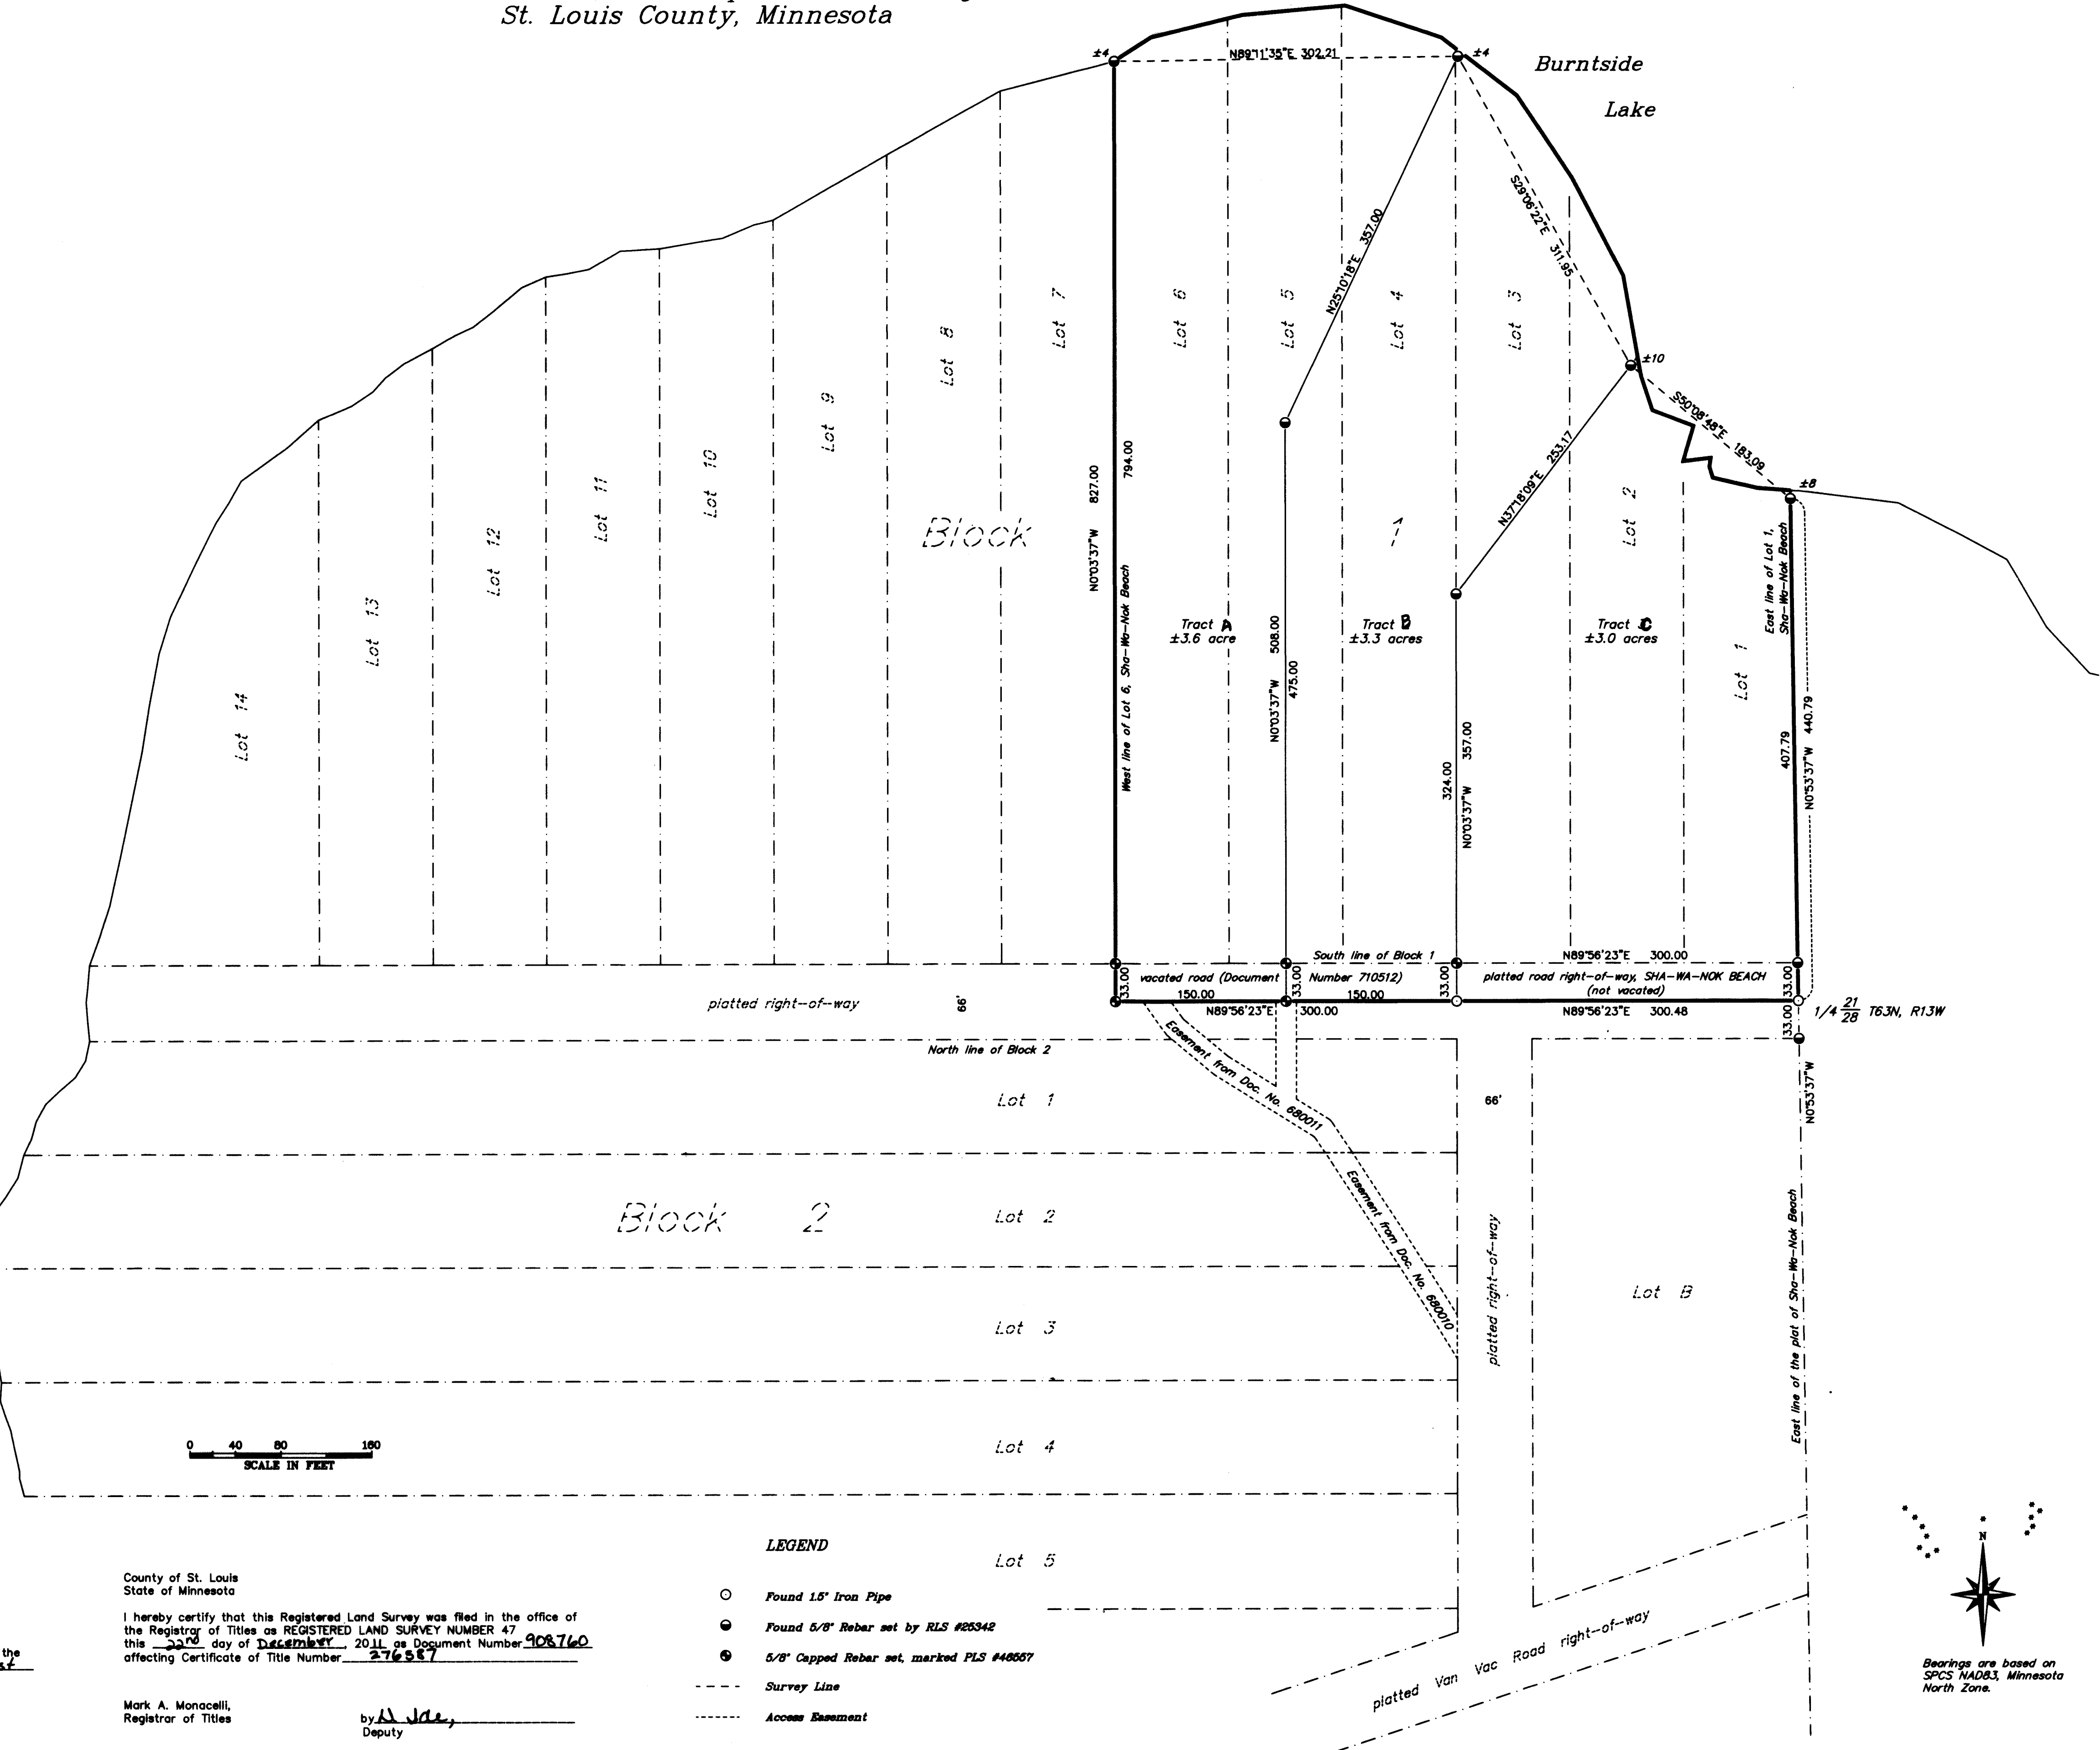 St. Louis County, Minnesota
Burntside
Lake
±4
N89°11'35"E 302.21
±4
S29°06'22"E 311.95
N25°10'18"E 357.00
±10
S50°08'48"E 183.09
±8
N37°18'09"E 253.17
Lot 14
Lot 13
Lot 12
Lot 11
Lot 10
Lot 9
Lot 8
Lot 7
Lot 6
Lot 5
Lot 4
Lot 3
Lot 2
Lot 1
Block 1
N0°03'37"W 827.00
794.00
West line of Lot 6, Sha-Wa-Nok Beach
Tract A
±3.6 acre
N0°03'37"W 508.00
475.00
Tract B
±3.3 acres
324.00
N0°03'37"W 357.00
Tract C
±3.0 acres
East line of Lot 1,
Sha-Wa-Nok Beach
407.79
N0°53'37"W 440.79
South line of Block 1
N89°56'23"E 300.00
33.00
vacated road (Document Number 710512)
33.00
33.00
platted road right-of-way, SHA-WA-NOK BEACH
(not vacated)
33.00
150.00
150.00
N89°56'23"E 300.00
N89°56'23"E 300.48
1/4 21/28 T63N, R13W
33.00
platted right-of-way
66'
North line of Block 2
Easement from Doc. No. 680011
Easement from Doc. No. 680010
66'
platted right-of-way
N0°53'37"W
East line of the plat of Sha-Wa-Nok Beach
Lot 1
Block 2
Lot 2
Lot B
Lot 3
Lot 4
Lot 5
platted Van Vac Road right-of-way
0 40 80 160
SCALE IN FEET
County of St. Louis
State of Minnesota
I hereby certify that this Registered Land Survey was filed in the office of
the Registrar of Titles as REGISTERED LAND SURVEY NUMBER 47
this 22nd day of December, 2011 as Document Number 908760
affecting Certificate of Title Number 276587
the
Mark A. Monacelli,
Registrar of Titles
by
Deputy
LEGEND
Found 1.5" Iron Pipe
Found 5/8" Rebar set by RLS #25342
5/8" Capped Rebar set, marked PLS #46557
Survey Line
Access Easement
N
Bearings are based on
SPCS NAD83, Minnesota
North Zone.